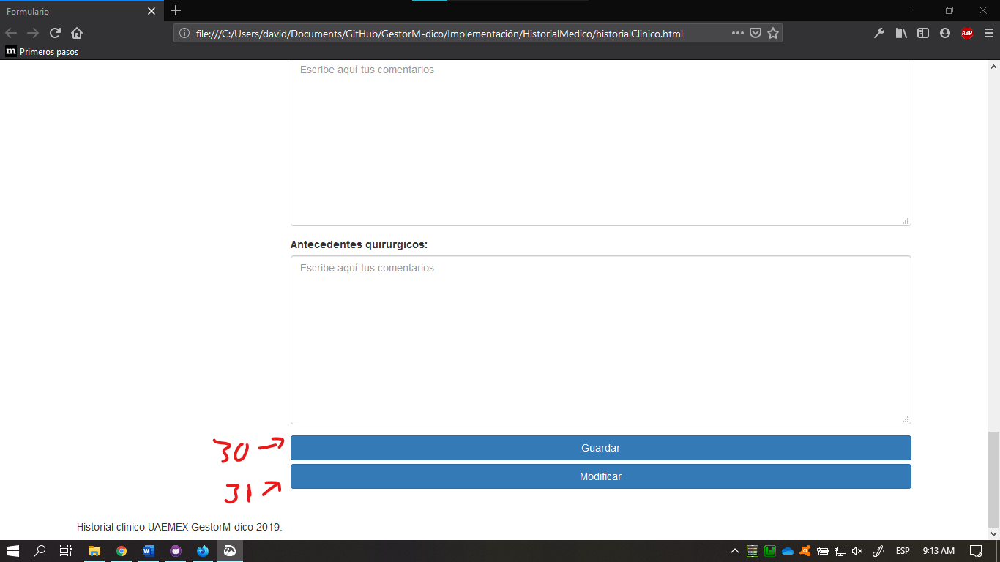 Formulario
file:///C:/Users/david/Documents/GitHub/GestorM-dico/Implementación/HistorialMedico/historialClinico.html
ABP
m Primeros pasos
Escribe aquí tus comentarios
Antecedentes quirurgicos:
Escribe aquí tus comentarios
30 → Guardar
31 ↗ Modificar
Historial clinico UAEMEX GestorM-dico 2019.
ESP 9:13 AM